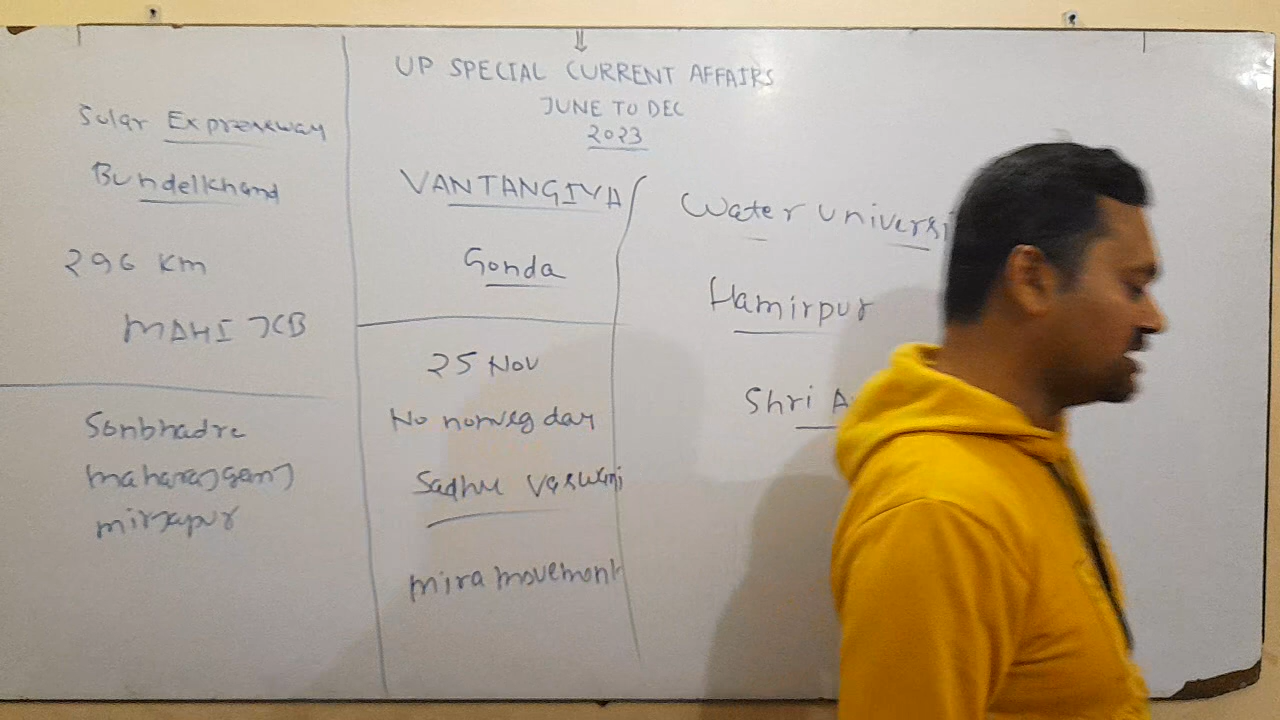 UP SPECIAL CURRENT AFFAIRS
JUNE TO DEC
2023
Solar Expressway
Bundelkhand
296 Km
MAHI JCB
Sonbhadra
maharajganj
mirzapur
VANTANGIYA
Gonda
25 Nov
No nonveg day
Sadhu Vaswani
mira movement
Water universi
Hamirpur
Shri A